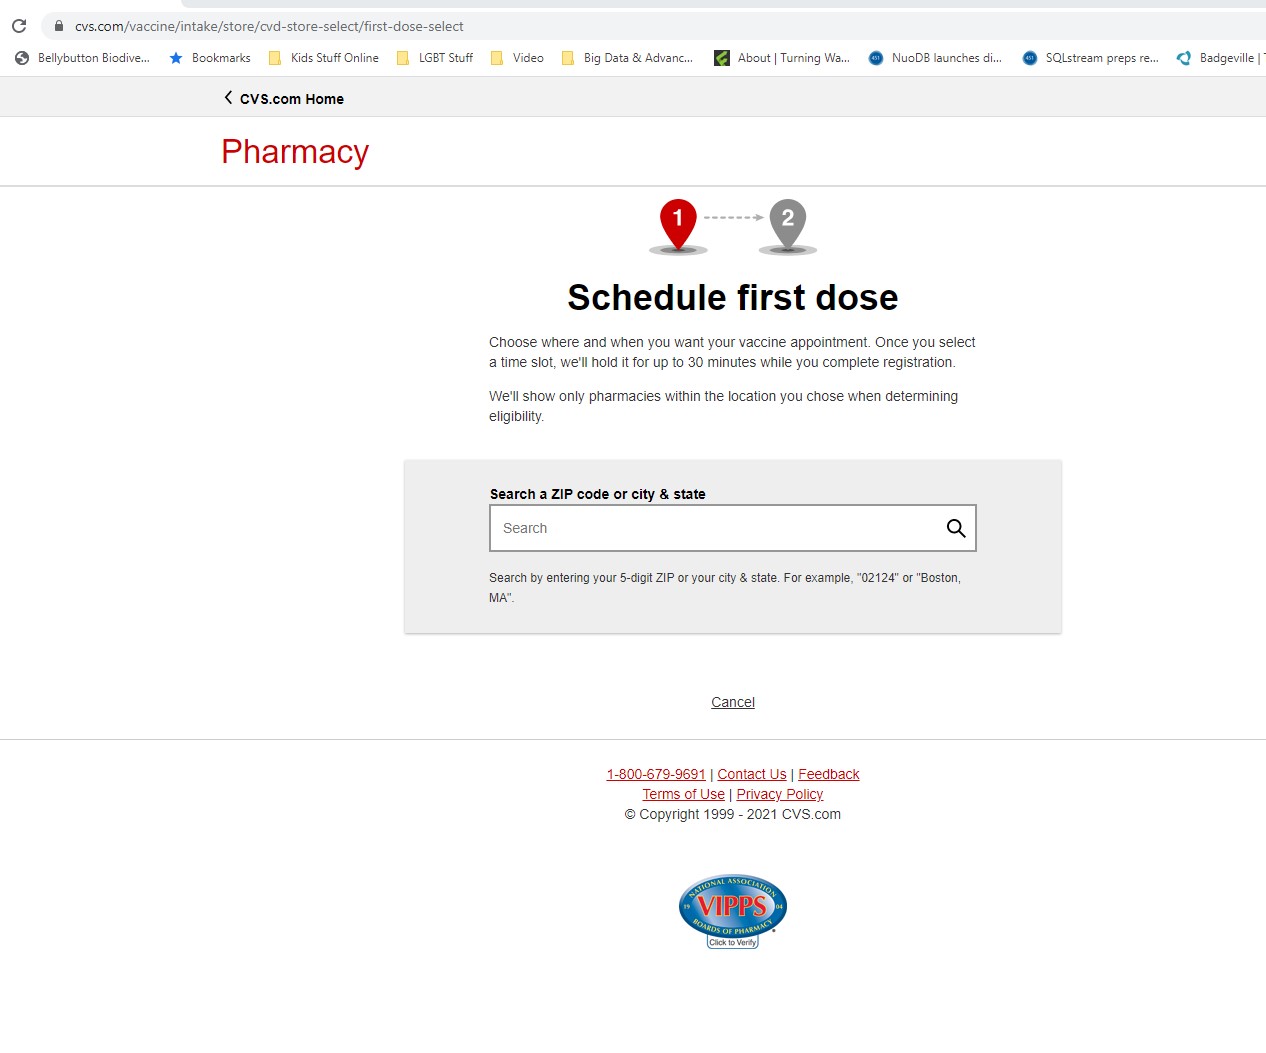 cvs.com/vaccine/intake/store/cvd-store-select/first-dose-select
Bellybutton Biodive... Bookmarks Kids Stuff Online LGBT Stuff Video Big Data & Advanc... About | Turning Wa... 451 NuoDB launches di... 451 SQLstream preps re... Badgeville |
CVS.com Home
Pharmacy
1 2
Schedule first dose
Choose where and when you want your vaccine appointment. Once you select
a time slot, we'll hold it for up to 30 minutes while you complete registration.
We'll show only pharmacies within the location you chose when determining
eligibility.
Search a ZIP code or city & state
Search
Search by entering your 5-digit ZIP or your city & state. For example, "02124" or "Boston,
MA".
Cancel
1-800-679-9691 | Contact Us | Feedback
Terms of Use | Privacy Policy
© Copyright 1999 - 2021 CVS.com
NATIONAL ASSOCIATION
19 VIPPS 04
BOARDS OF PHARMACY
Click to Verify